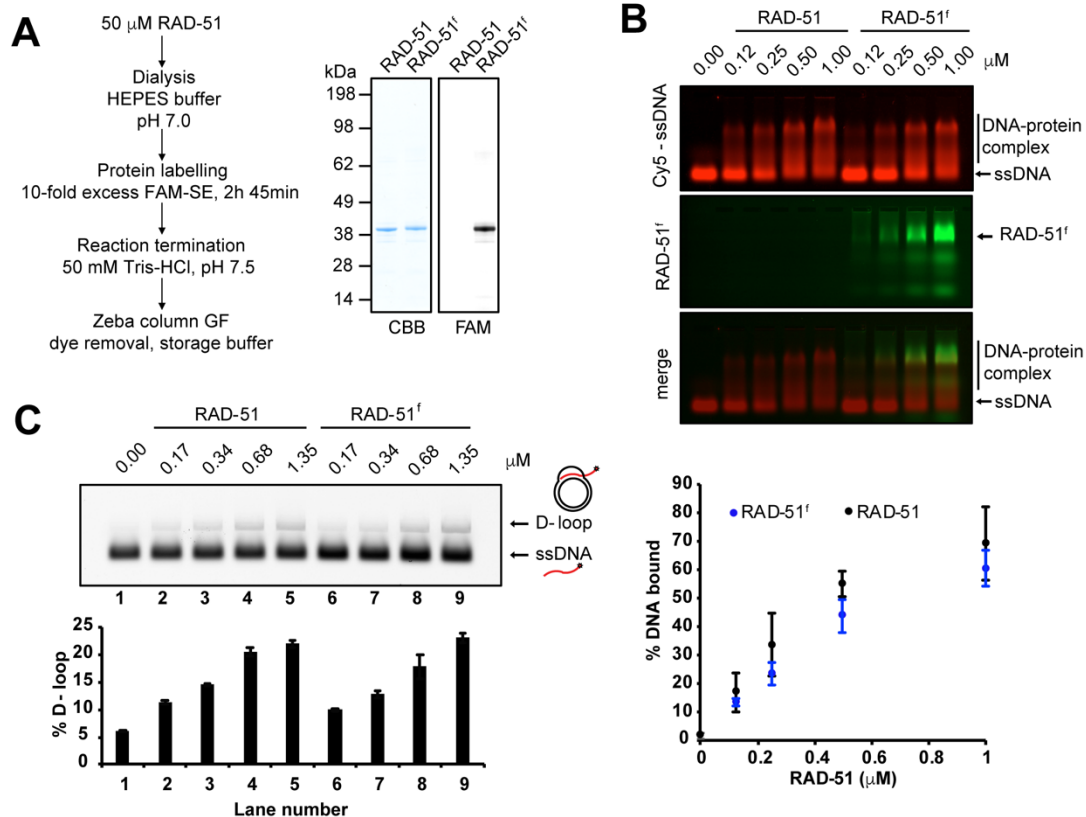 A
50 μM RAD-51
Dialysis
HEPES buffer
pH 7.0
Protein labelling
10-fold excess FAM-SE, 2h 45min
Reaction termination
50 mM Tris-HCl, pH 7.5
Zeba column GF
dye removal, storage buffer
RAD-51
RAD-51f
RAD-51
RAD-51f
kDa
198
98
62
49
38
28
14
CBB
FAM
B
RAD-51
RAD-51f
0.00
0.12
0.25
0.50
1.00
0.12
0.25
0.50
1.00
μM
Cy5 - ssDNA
DNA-protein
complex
ssDNA
RAD-51f
RAD-51f
merge
DNA-protein
complex
ssDNA
90
80
70
60
50
40
30
20
10
0
% DNA bound
RAD-51f
RAD-51
0
0.2
0.4
0.6
0.8
1
RAD-51 (μM)
C
RAD-51
RAD-51f
0.00
0.17
0.34
0.68
1.35
0.17
0.34
0.68
1.35
μM
D- loop
ssDNA
1 2 3 4 5 6 7 8 9
25
20
15
10
5
0
% D- loop
1 2 3 4 5 6 7 8 9
Lane number